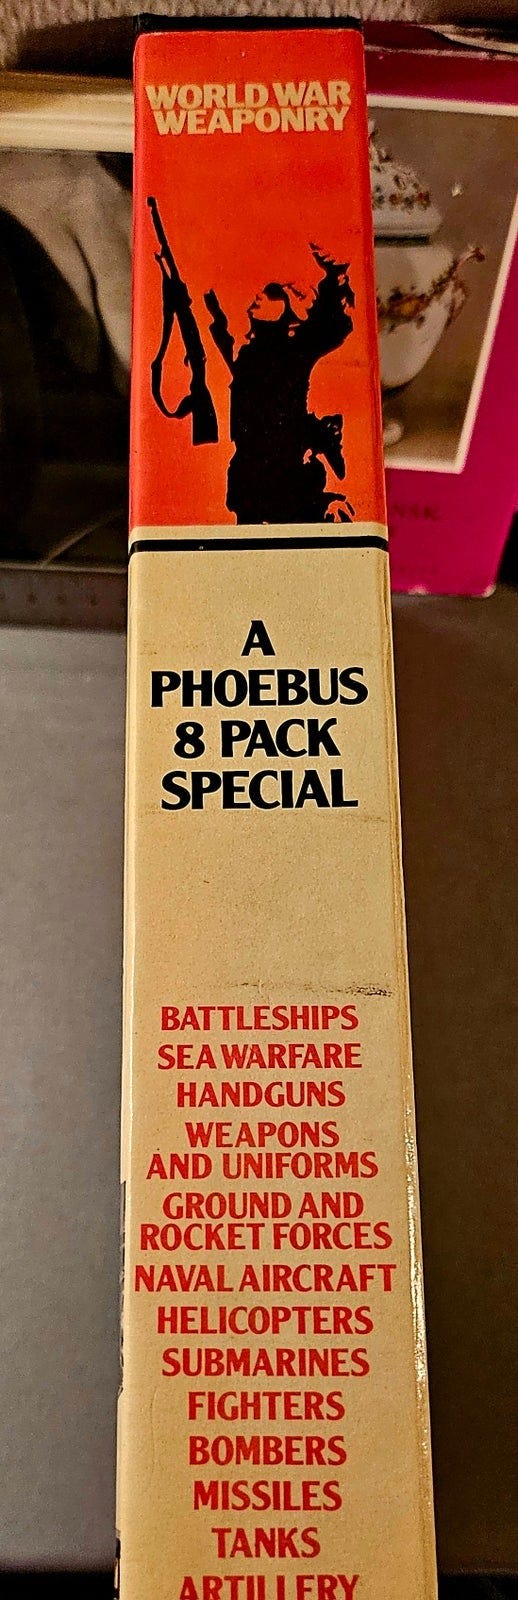 WORLD WAR
WEAPONRY
A
PHOEBUS
8 PACK
SPECIAL
BATTLESHIPS
SEA WARFARE
HANDGUNS
WEAPONS
AND UNIFORMS
GROUND AND
ROCKET FORCES
NAVAL AIRCRAFT
HELICOPTERS
SUBMARINES
FIGHTERS
BOMBERS
MISSILES
TANKS
ARTILLERY